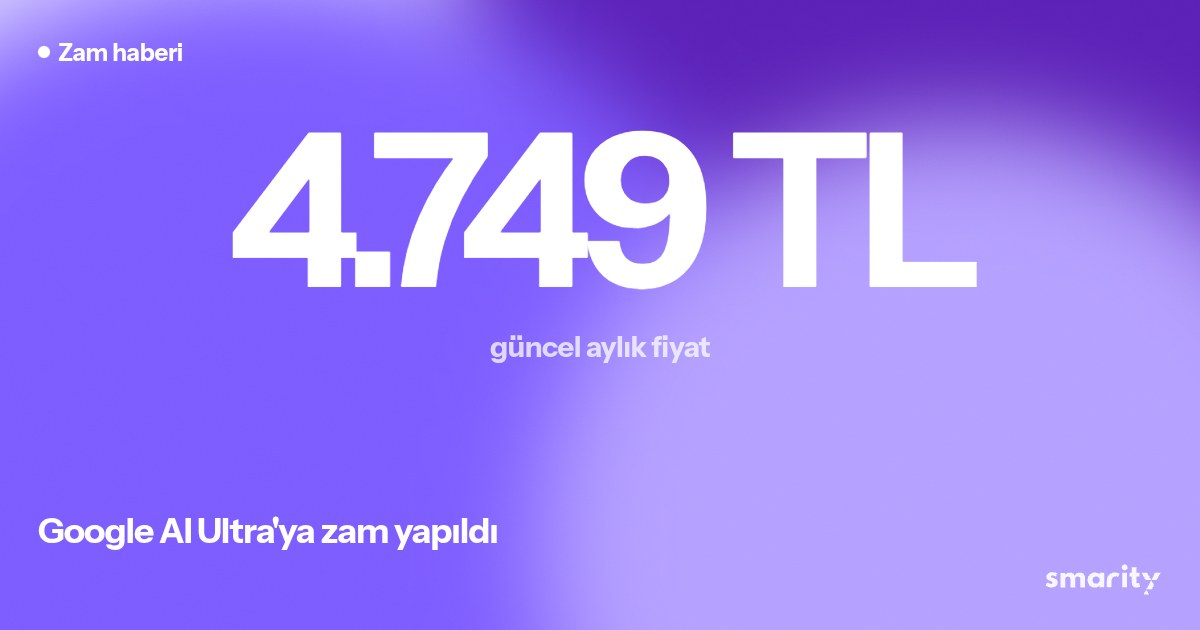 Zam haberi
4.749 TL
güncel aylık fiyat
Google AI Ultra'ya zam yapıldı
smarity